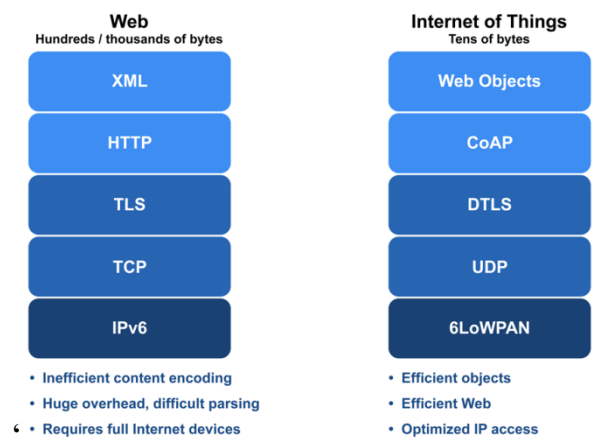 Web
Hundreds / thousands of bytes
XML
HTTP
TLS
TCP
IPv6
• Inefficient content encoding
• Huge overhead, difficult parsing
‘ • Requires full Internet devices
Internet of Things
Tens of bytes
Web Objects
CoAP
DTLS
UDP
6LoWPAN
• Efficient objects
• Efficient Web
• Optimized IP access